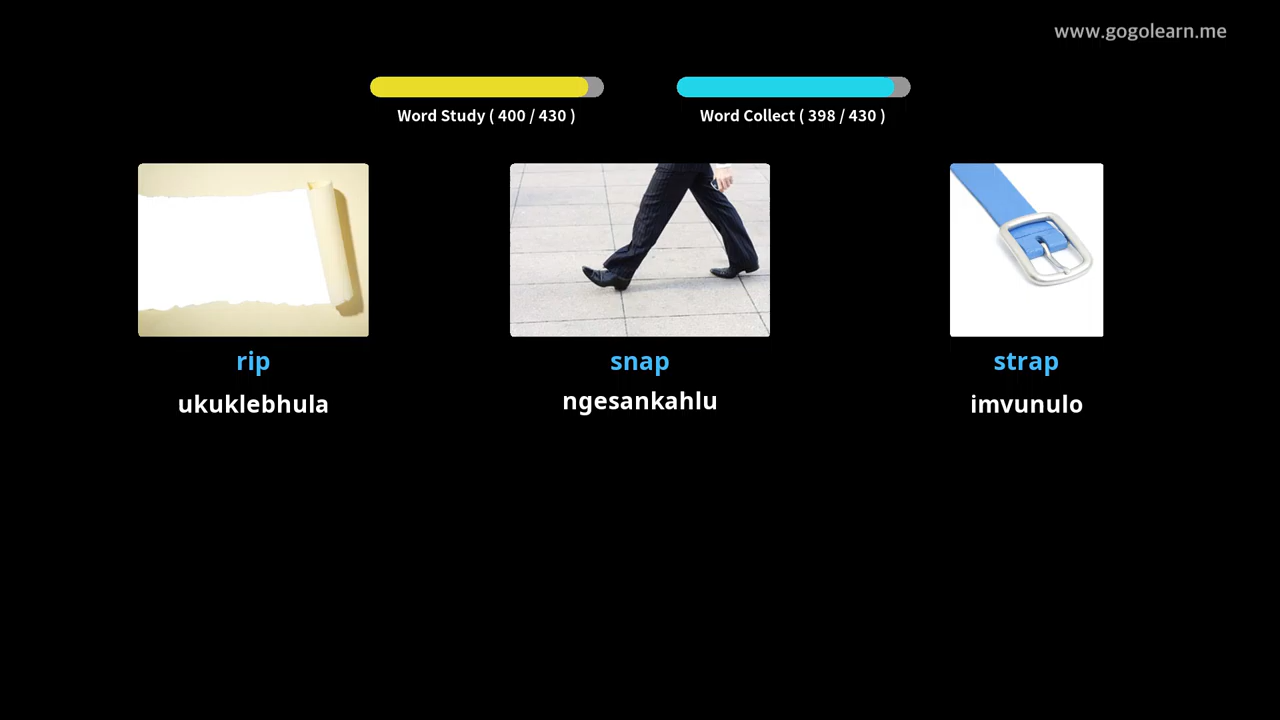 www.gogolearn.me
Word Study ( 400 / 430 )
Word Collect ( 398 / 430 )
rip
snap
strap
ukuklebhula
ngesankahlu
imvunulo